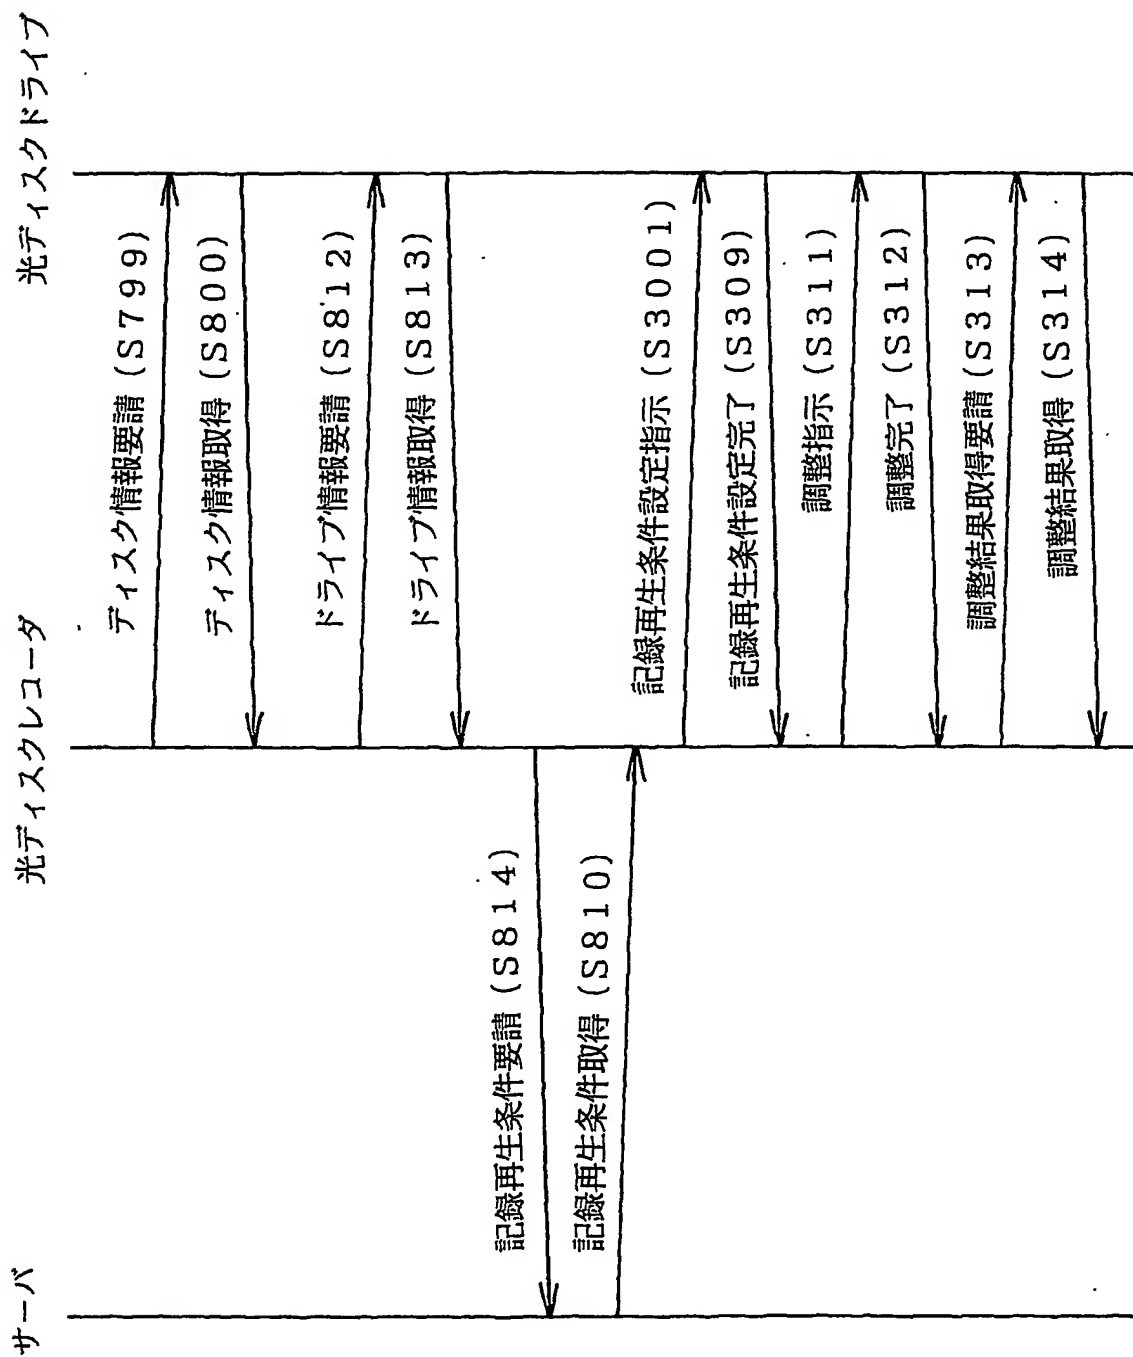 サーバ
光ディスクレコーダ
光ディスクドライブ
ディスク情報要請(S799)
ディスク情報取得(S800)
ドライブ情報要請(S812)
ドライブ情報取得(S813)
記録再生条件要請(S814)
記録再生条件取得(S810)
記録再生条件設定指示(S3001)
記録再生条件設定完了(S309)
調整指示(S311)
調整完了(S312)
調整結果取得要請(S313)
調整結果取得(S314)